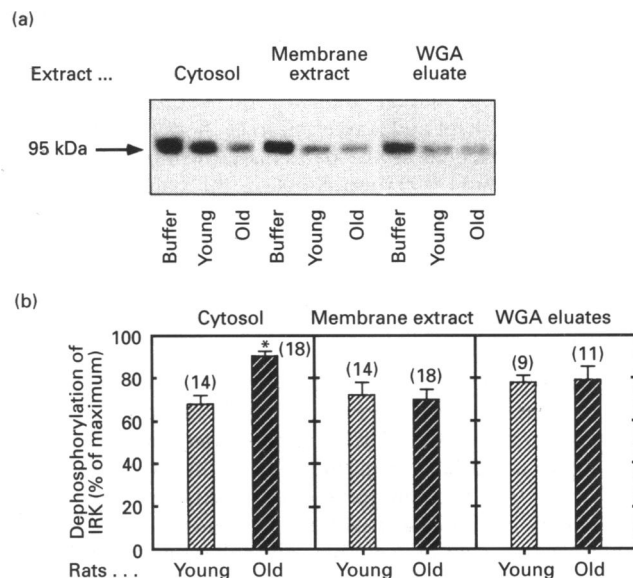 (a)
Extract ... Cytosol Membrane extract WGA eluate
95 kDa
Buffer Young Old Buffer Young Old Buffer Young Old
(b)
Cytosol Membrane extract WGA eluates
Dephosphorylation of IRK (% of maximum)
100
80
60
40
20
0
(14) * (18) (14) (18) (9) (11)
Rats . . . Young Old Young Old Young Old